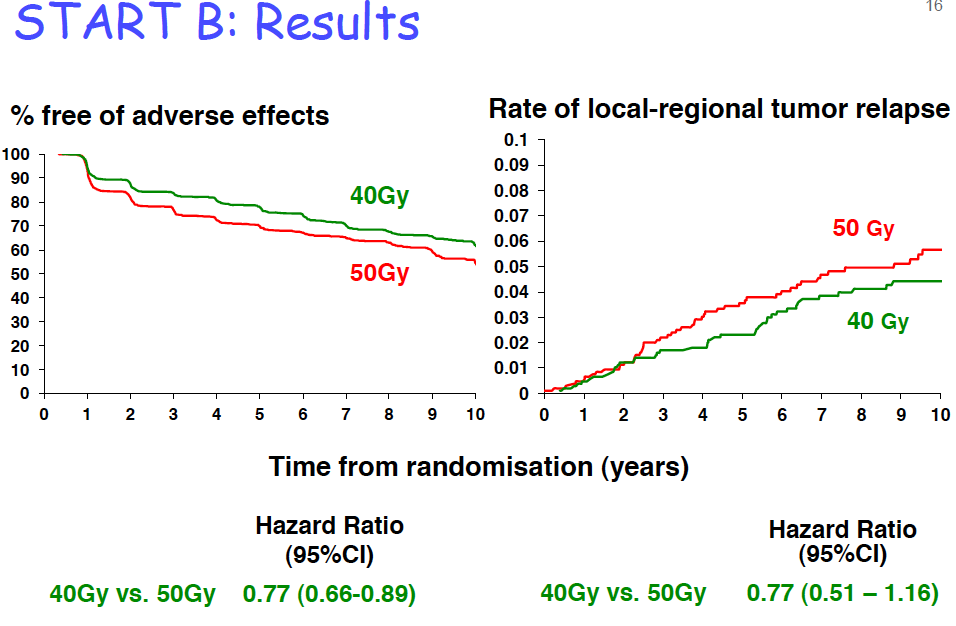 START B: Results
16
% free of adverse effects
100
90
80
70
60
50
40
30
20
10
0
0 1 2 3 4 5 6 7 8 9 10
40Gy
50Gy
Rate of local-regional tumor relapse
0.1
0.09
0.08
0.07
0.06
0.05
0.04
0.03
0.02
0.01
0
0 1 2 3 4 5 6 7 8 9 10
50 Gy
40 Gy
Time from randomisation (years)
Hazard Ratio
(95%CI)
40Gy vs. 50Gy 0.77 (0.66-0.89)
Hazard Ratio
(95%CI)
40Gy vs. 50Gy 0.77 (0.51 – 1.16)